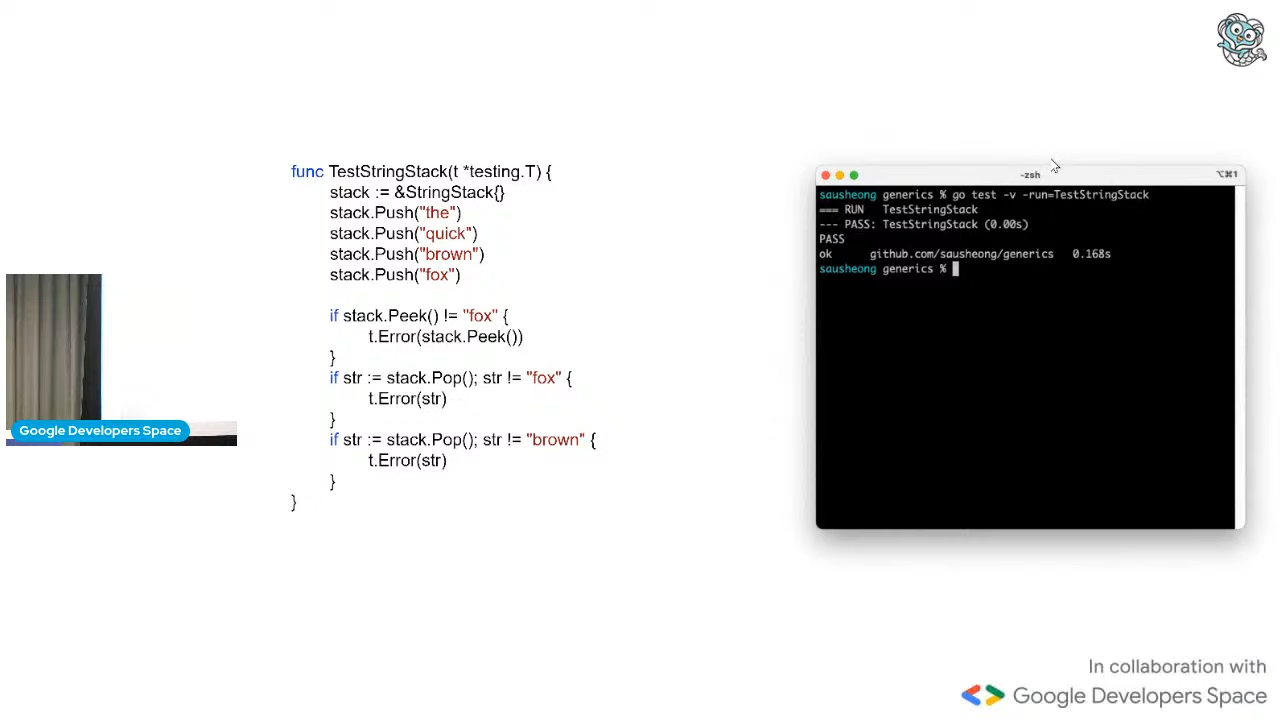 func TestStringStack(t *testing.T) {
stack := &StringStack{}
stack.Push("the")
stack.Push("quick")
stack.Push("brown")
stack.Push("fox")
if stack.Peek() != "fox" {
t.Error(stack.Peek())
}
if str := stack.Pop(); str != "fox" {
t.Error(str)
}
if str := stack.Pop(); str != "brown" {
t.Error(str)
}
}
Google Developers Space
-zsh
⌥⌘1
sausheong generics % go test -v -run=TestStringStack
=== RUN TestStringStack
--- PASS: TestStringStack (0.00s)
PASS
ok github.com/sausheong/generics 0.168s
sausheong generics %
In collaboration with
Google Developers Space